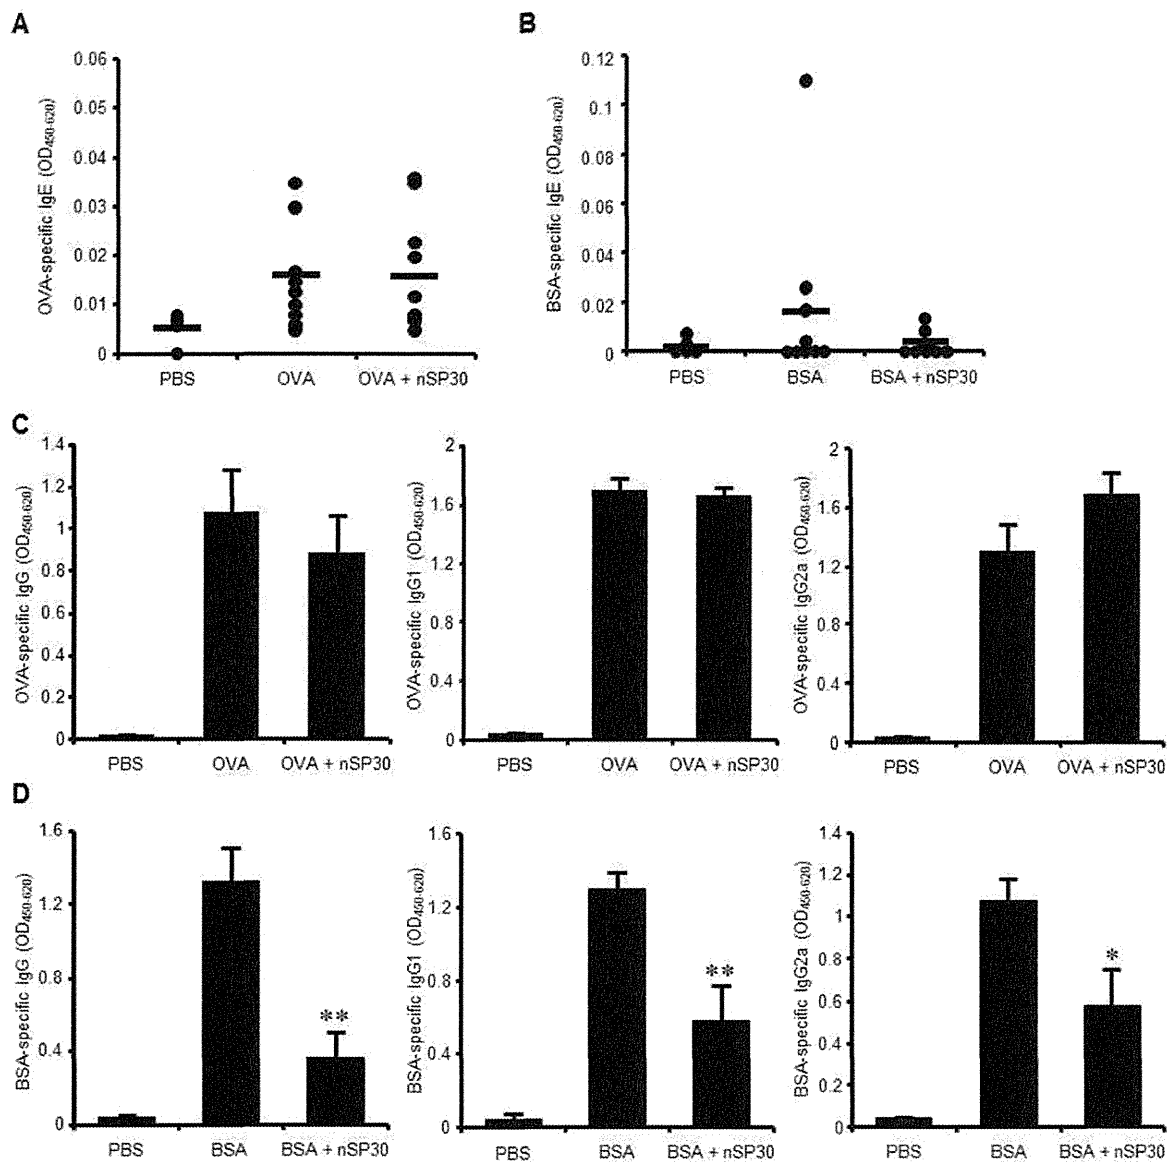 A
OVA-specific IgE (OD450-620)
0.06
0.05
0.04
0.03
0.02
0.01
0
PBS OVA OVA + nSP30
B
BSA-specific IgE (OD450-620)
0.12
0.1
0.08
0.06
0.04
0.02
0
PBS BSA BSA + nSP30
C
OVA-specific IgG (OD450-620)
1.4
1.2
1
0.8
0.6
0.4
0.2
0
PBS OVA OVA + nSP30
OVA-specific IgG1 (OD450-620)
2
1.6
1.2
0.8
0.4
0
PBS OVA OVA + nSP30
OVA-specific IgG2a (OD450-620)
2
1.6
1.2
0.8
0.4
0
PBS OVA OVA + nSP30
D
BSA-specific IgG (OD450-620)
1.6
1.2
0.8
0.4
0
**
PBS BSA BSA + nSP30
BSA-specific IgG1 (OD450-620)
1.6
1.2
0.8
0.4
0
**
PBS BSA BSA + nSP30
BSA-specific IgG2a (OD450-620)
1.4
1.2
1
0.8
0.6
0.4
0.2
0
*
PBS BSA BSA + nSP30